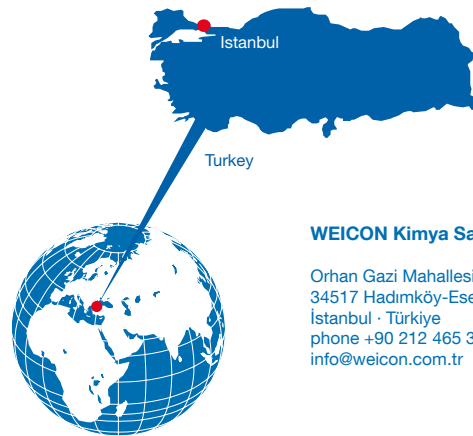 Istanbul
Turkey
WEICON Kimya
Orhan Gazi Mahallesi
34517 Hadımköy-Ese
İstanbul · Türkiye
phone +90 212 465 3
info@weicon.com.tr